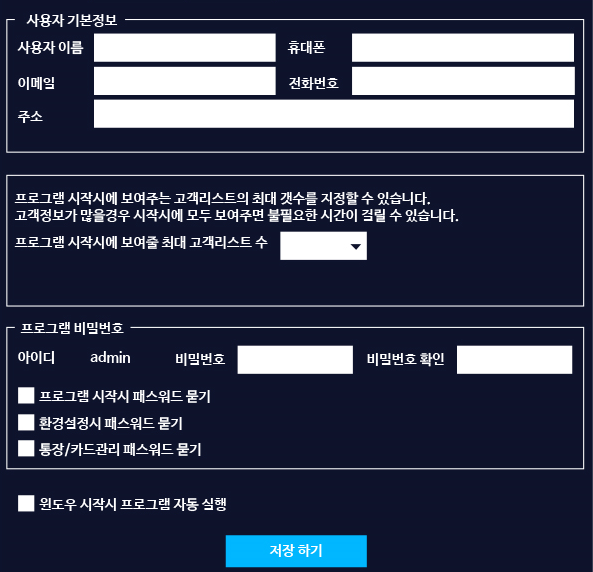 사용자 기본정보
사용자 이름 휴대폰
이메일 전화번호
주소
프로그램 시작시에 보여주는 고객리스트의 최대 갯수를 지정할 수 있습니다.
고객정보가 많을경우 시작시에 모두 보여주면 불필요한 시간이 걸릴 수 있습니다.
프로그램 시작시에 보여줄 최대 고객리스트 수
프로그램 비밀번호
아이디 admin 비밀번호 비밀번호 확인
프로그램 시작시 패스워드 묻기
환경설정시 패스워드 묻기
통장/카드관리 패스워드 묻기
윈도우 시작시 프로그램 자동 실행
저장 하기